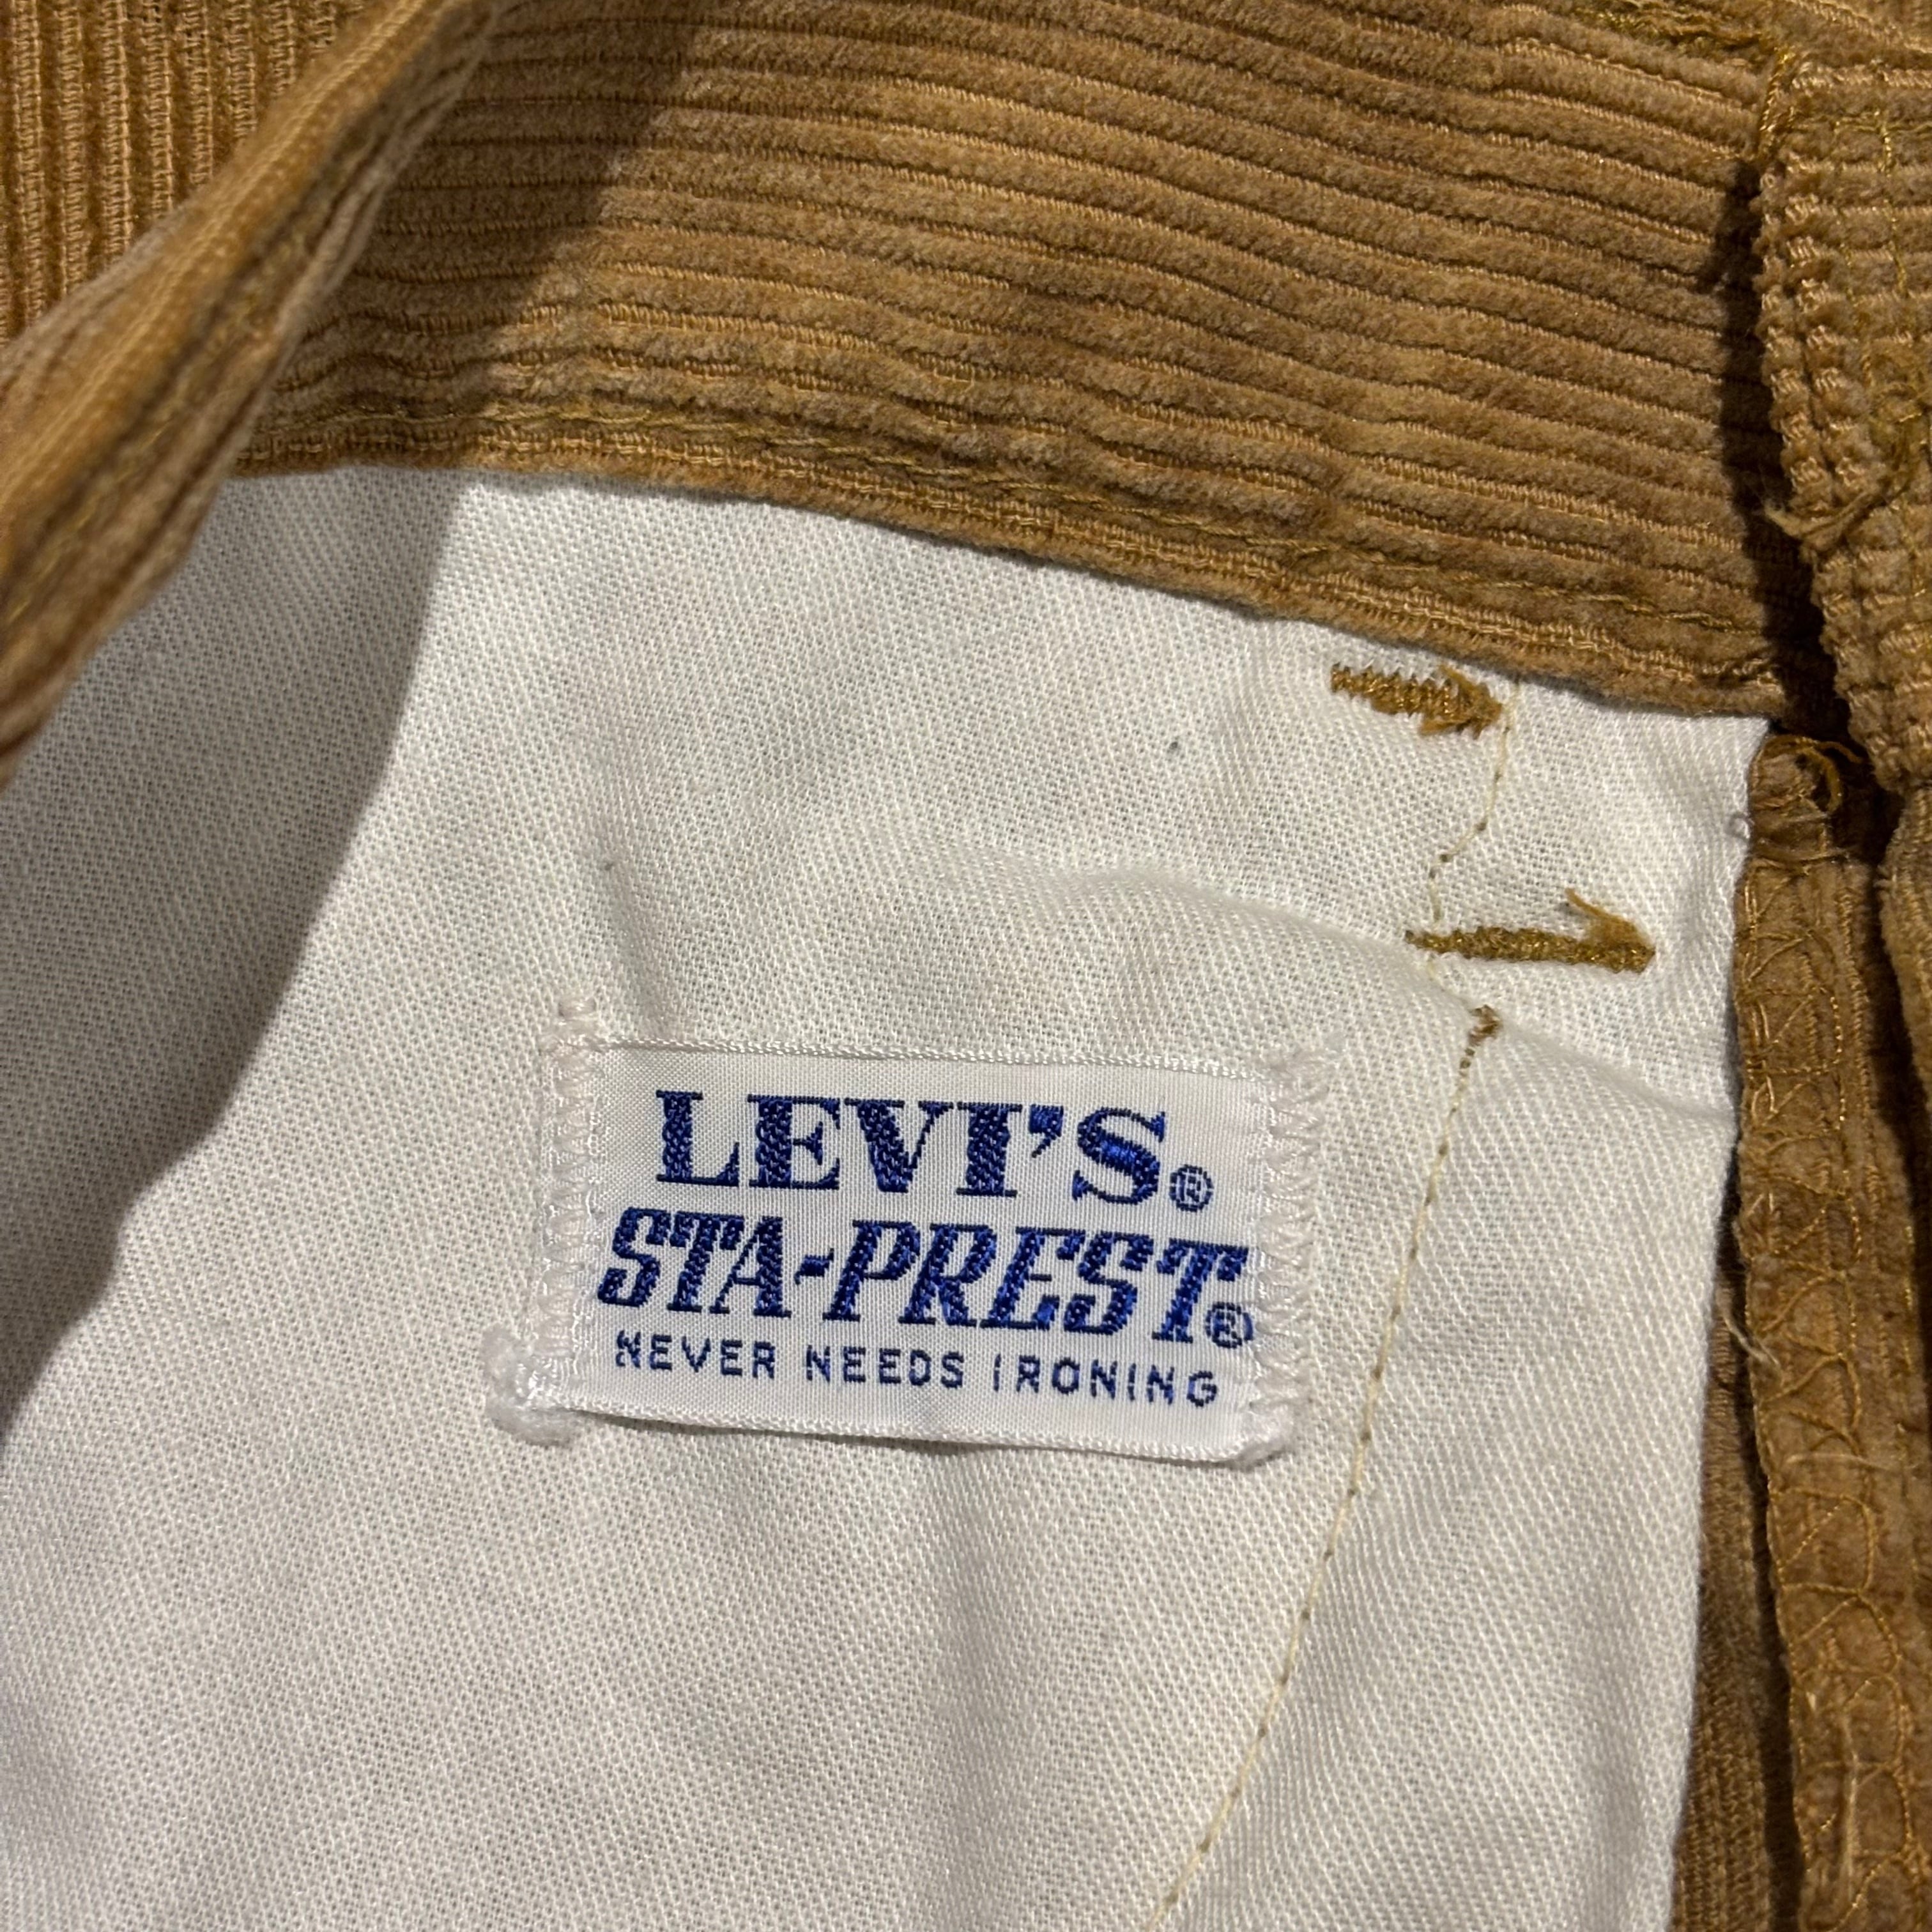 LEVI'S®
STA-PREST®
NEVER NEEDS IRONING